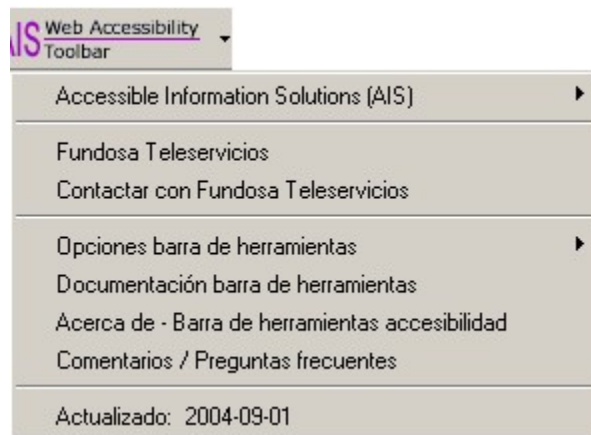 AIS Web Accessibility
Toolbar
Accessible Information Solutions (AIS)
Fundosa Teleservicios
Contactar con Fundosa Teleservicios
Opciones barra de herramientas
Documentación barra de herramientas
Acerca de - Barra de herramientas accesibilidad
Comentarios / Preguntas frecuentes
Actualizado: 2004-09-01